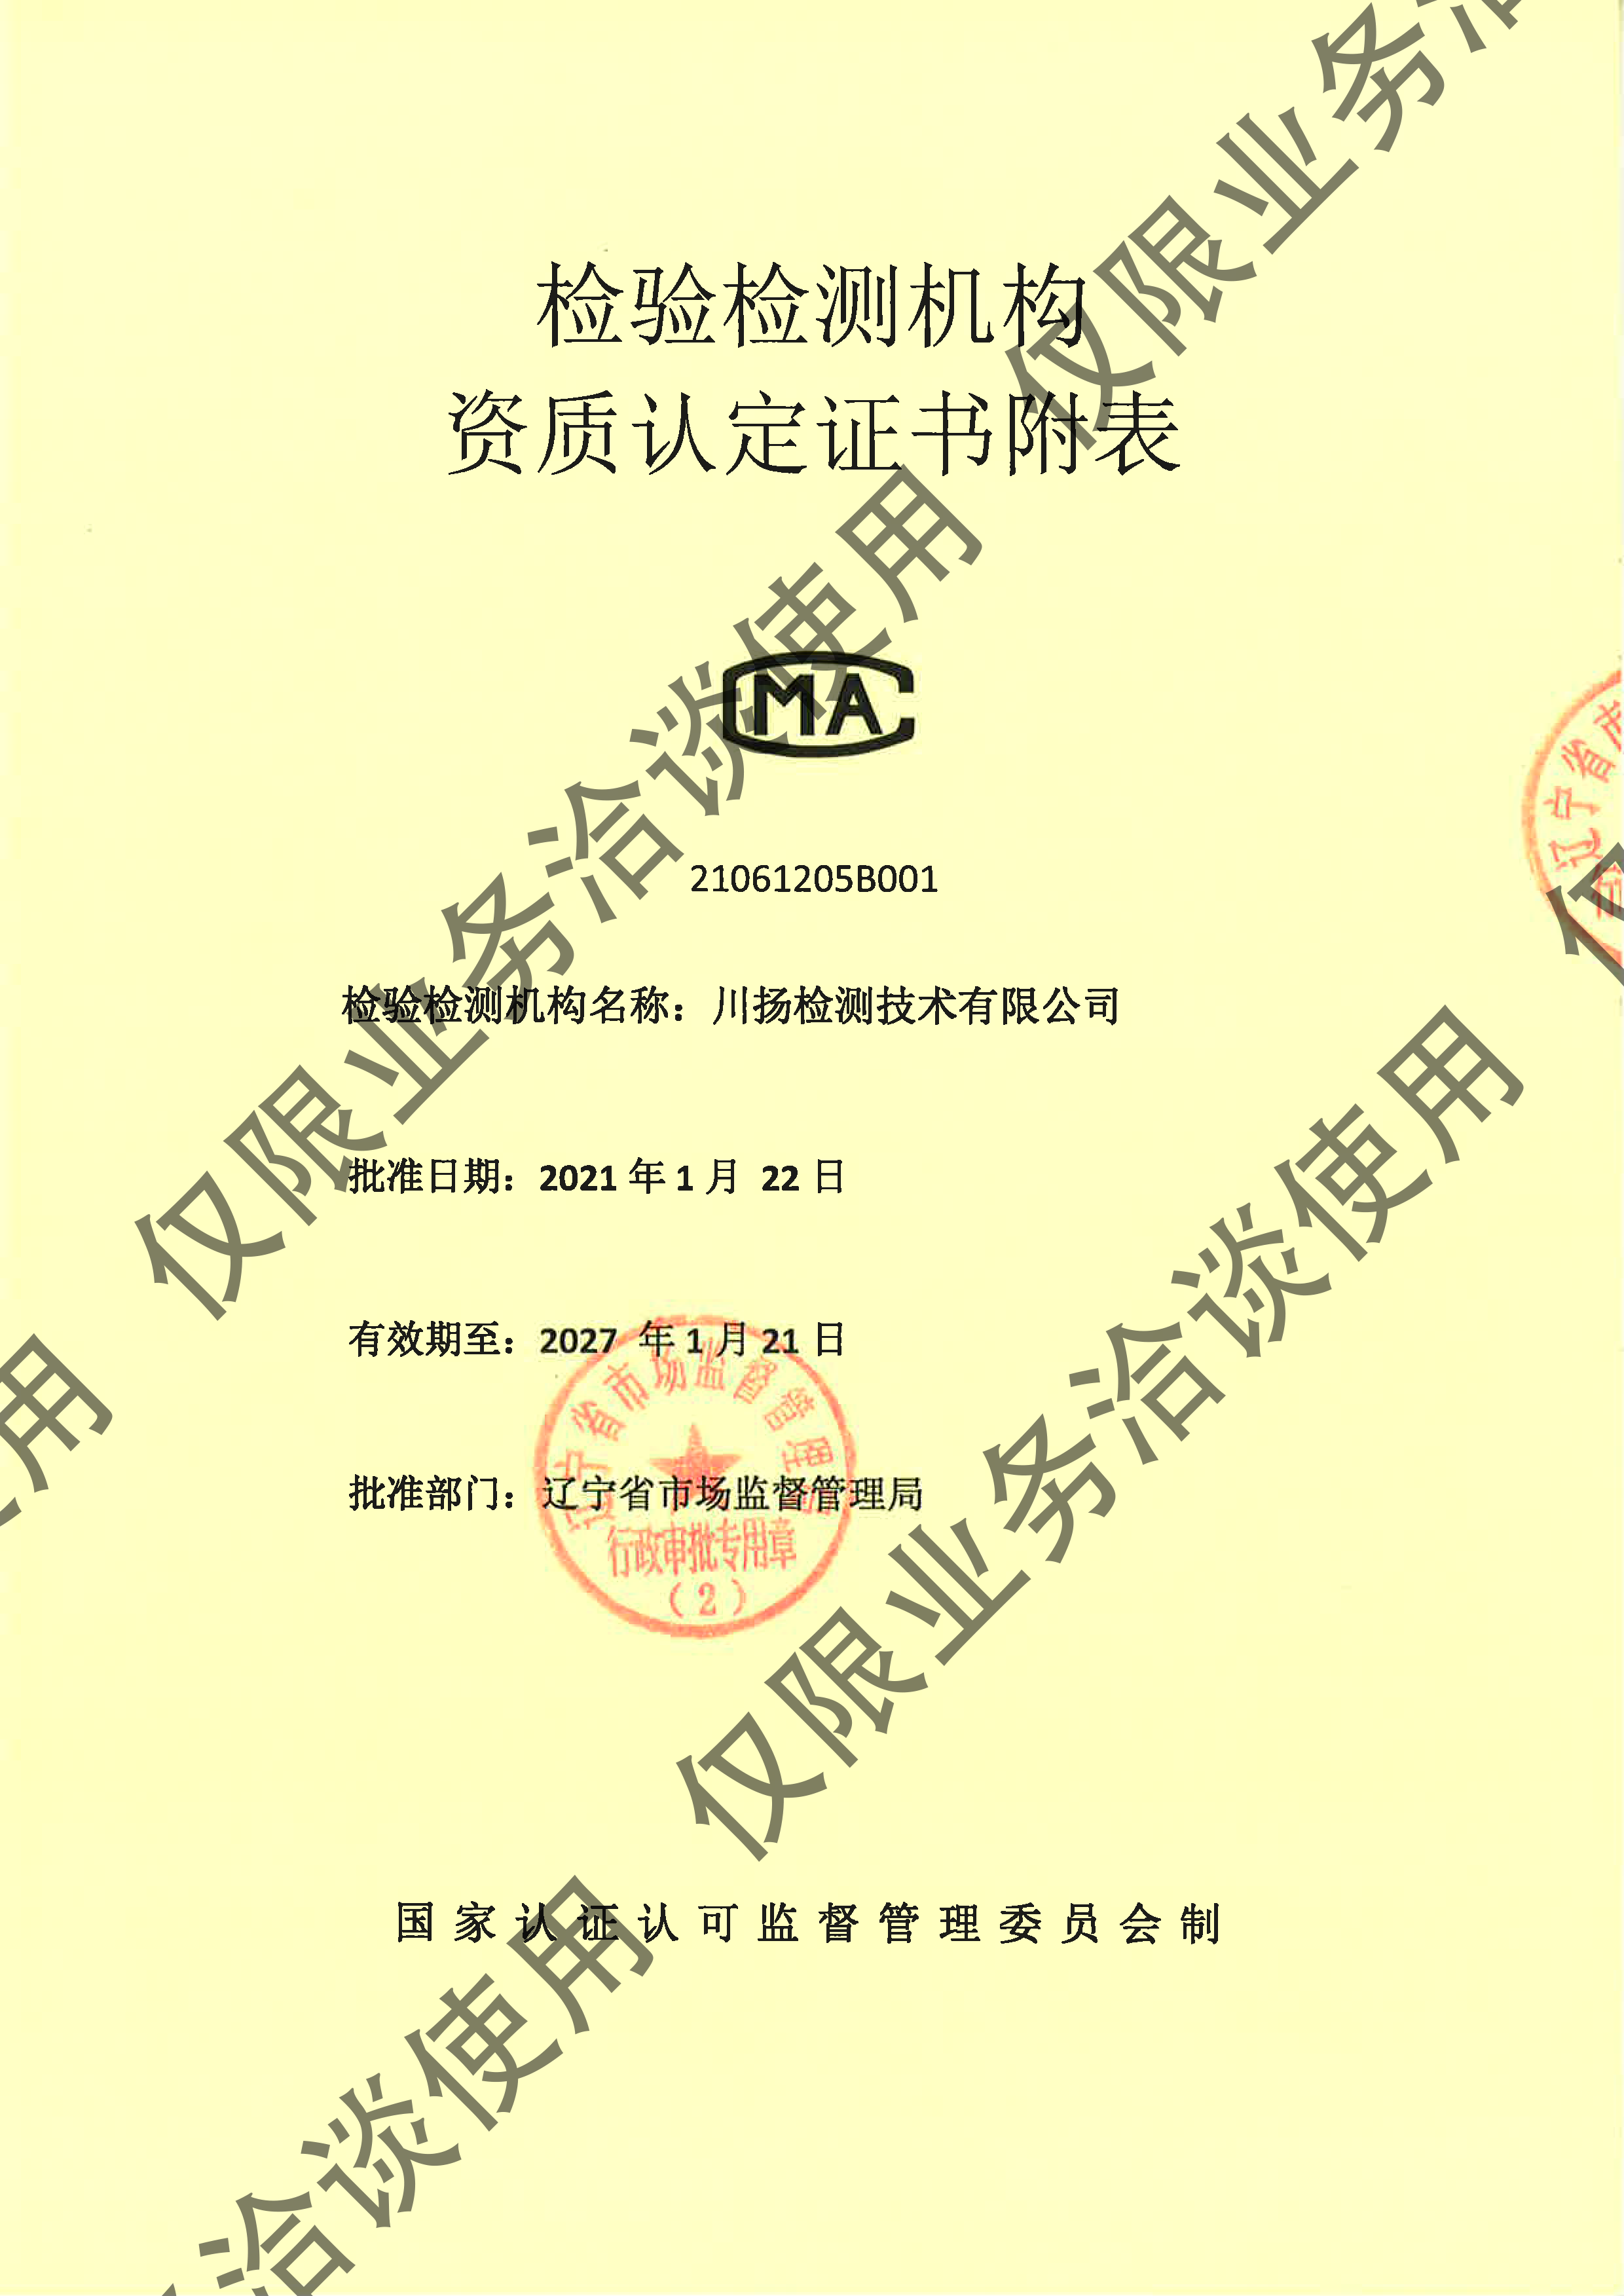 检验检测机构
资质认定证书附表
CMA
21061205B001
检验检测机构名称：川扬检测技术有限公司
批准日期：2021 年 1 月 22 日
有效期至：2027 年 1 月 21 日
批准部门：辽宁省市场监督管理局
辽宁省市场监督管理局
行政审批专用章
（2）
国家认证认可监督管理委员会制
辽宁省市
仅限业务洽
仅限业务洽谈使用
仅限业务洽谈使用
使用
洽谈使用
仅